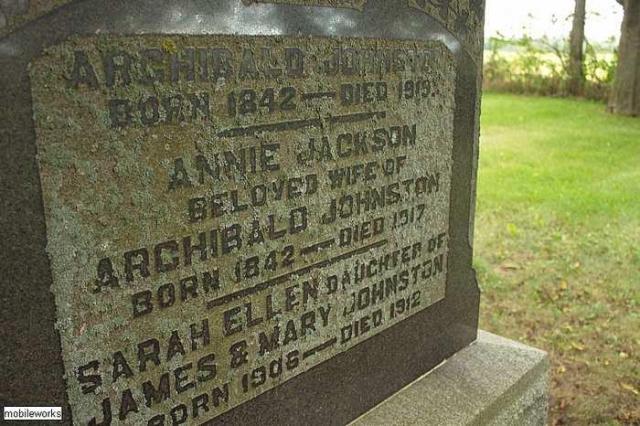 ARCHIBALD JOHNSTON
BORN 1842 — DIED 1919.
ANNIE JACKSON
BELOVED WIFE OF
ARCHIBALD JOHNSTON
BORN 1842 — DIED 1917
SARAH ELLEN DAUGHTER OF
JAMES & MARY JOHNSTON
BORN 1906 — DIED 1912
mobileworks